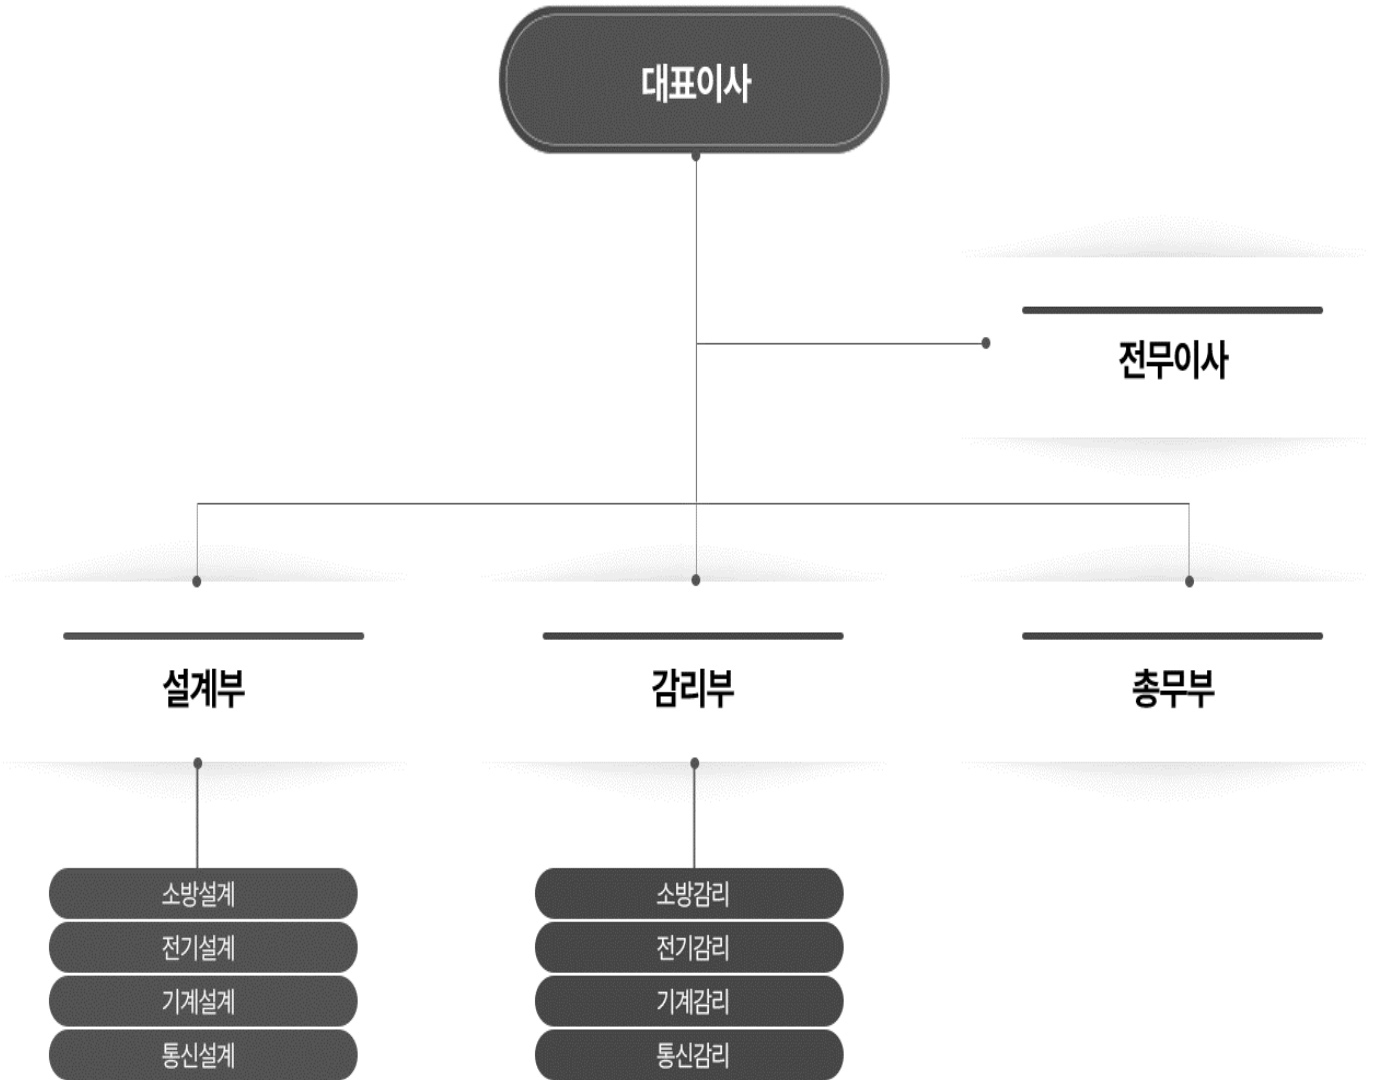 대표이사
전무이사
설계부
감리부
총무부
소방설계
전기설계
기계설계
통신설계
소방감리
전기감리
기계감리
통신감리